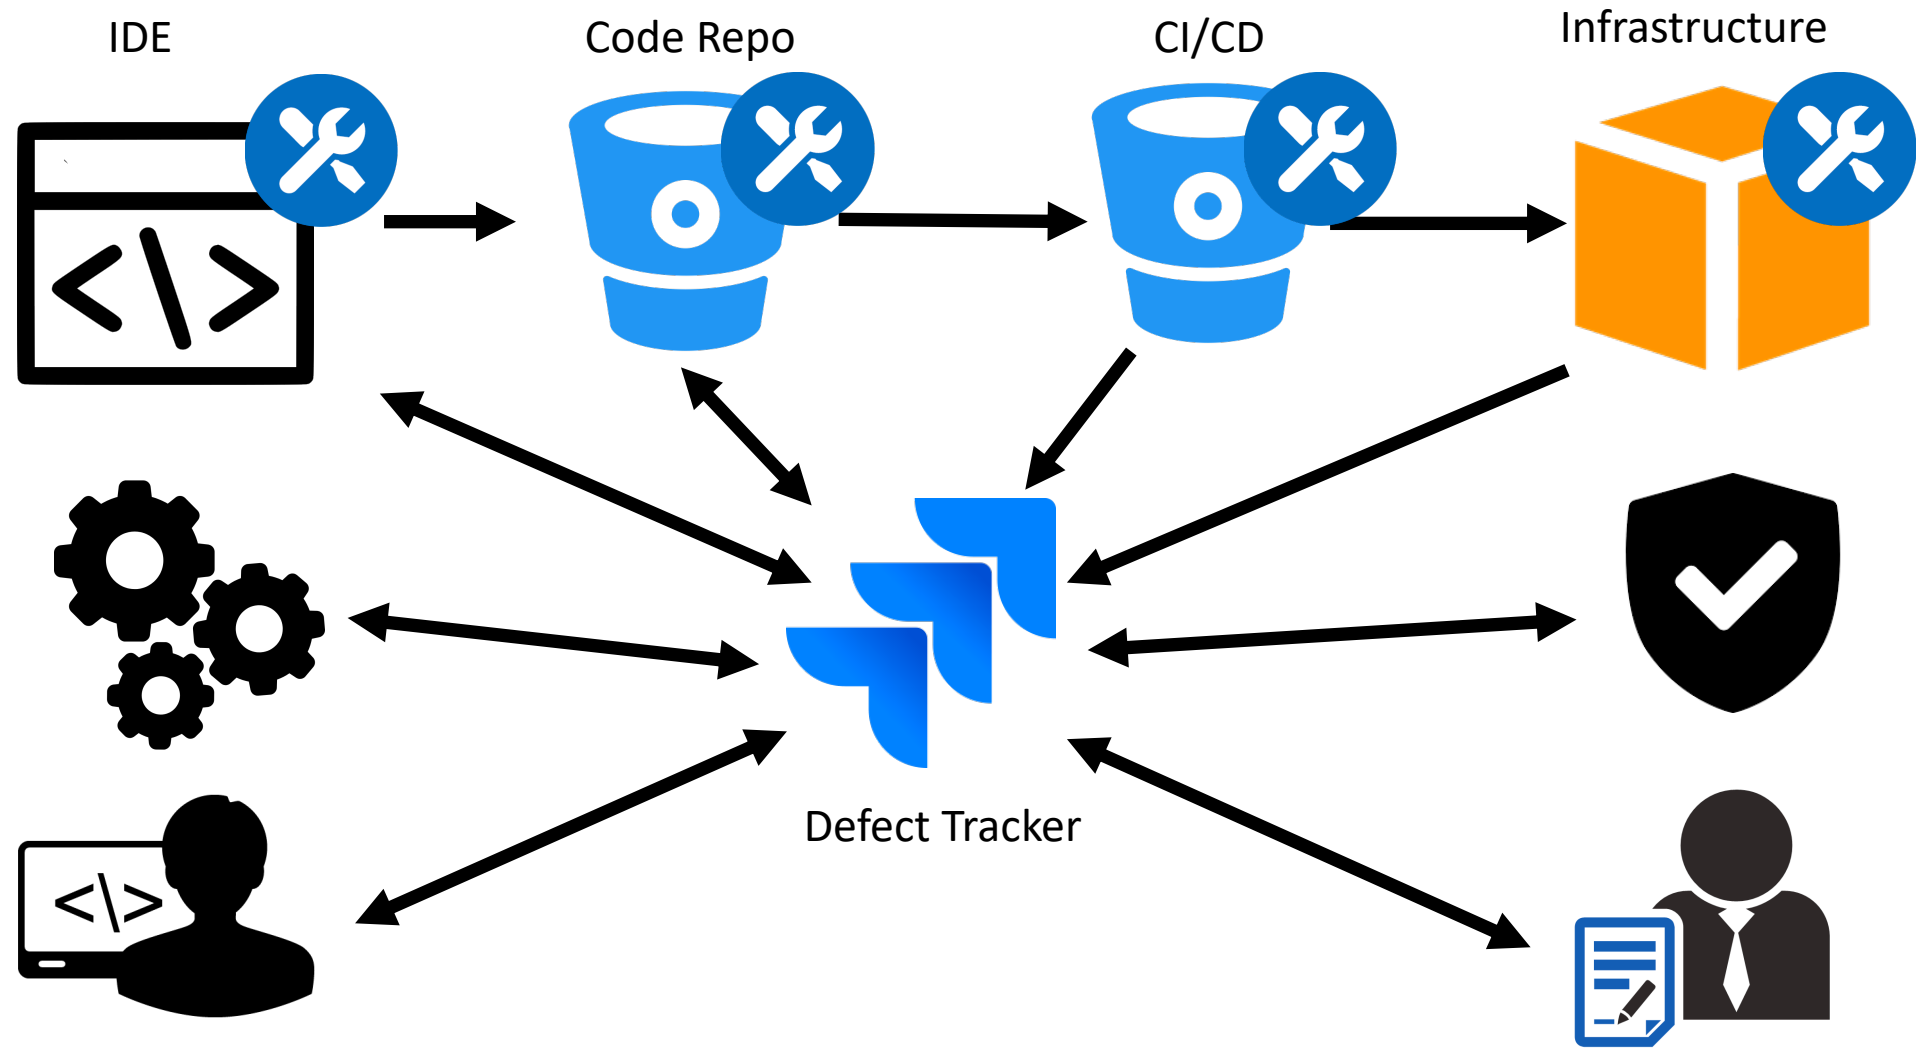 IDE
Code Repo
CI/CD
Infrastructure
<\>
Defect Tracker
<\>